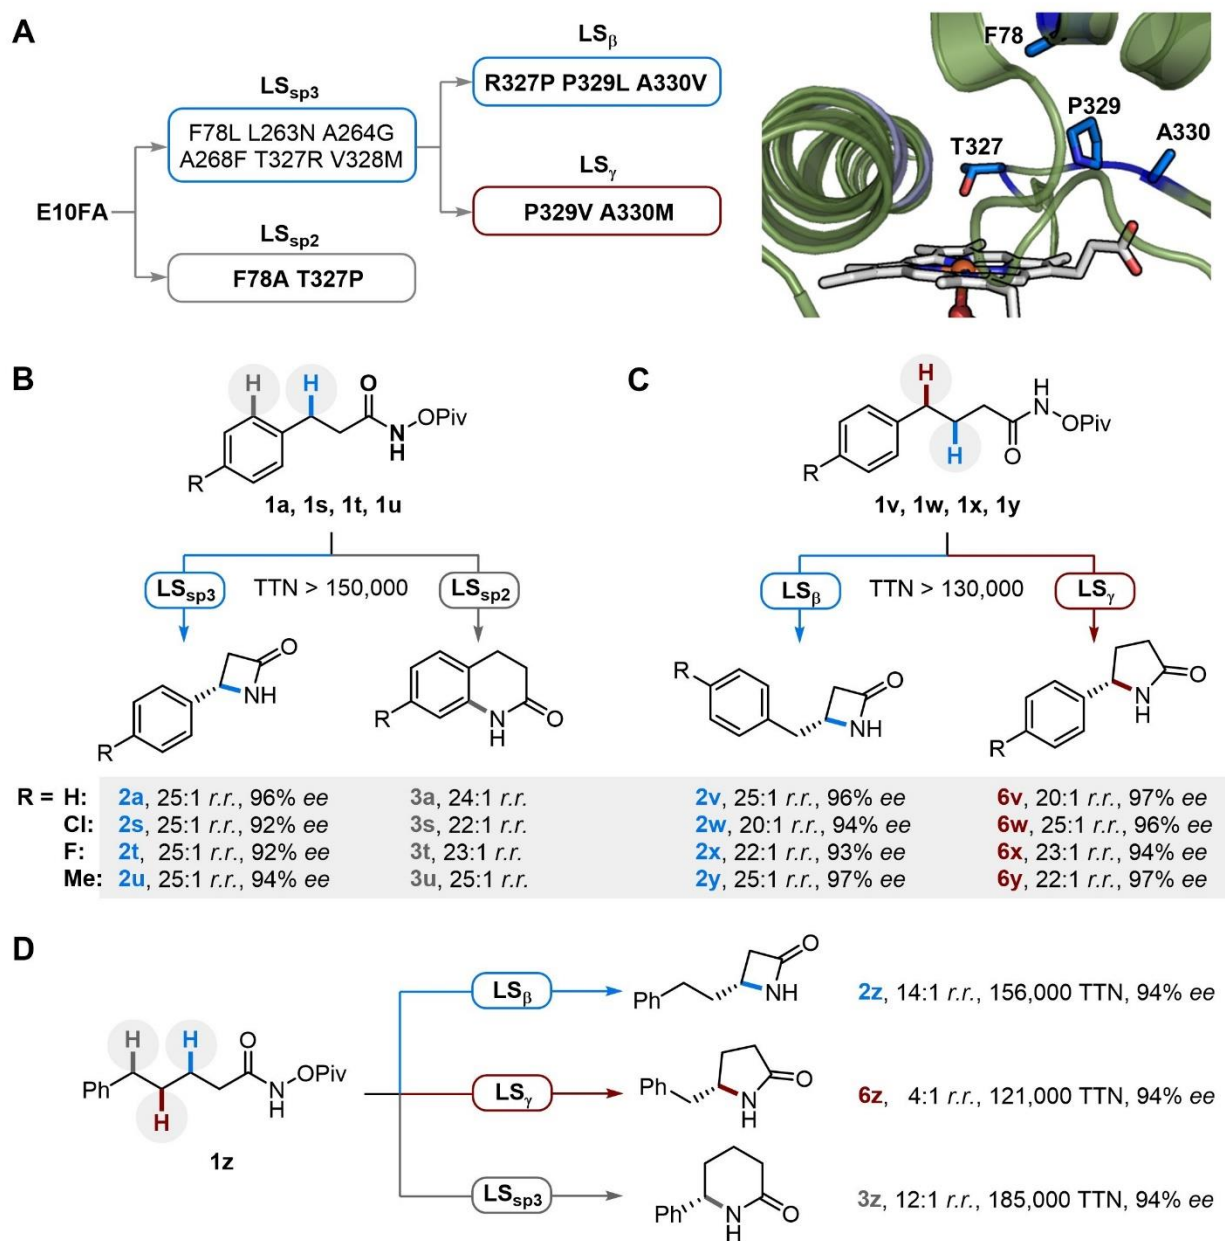 A
LSβ
R327P P329L A330V
LSsp3
F78L L263N A264G
A268F T327R V328M
LSγ
P329V A330M
E10FA
LSsp2
F78A T327P
F78
P329
T327
A330
B
H H O
N
H
OPiv
R
1a, 1s, 1t, 1u
LSsp3
TTN > 150,000
LSsp2
O
NH
R
R
N
H
O
C
H
H
H
N
OPiv
O
R
1v, 1w, 1x, 1y
LSβ
TTN > 130,000
LSγ
R
O
NH
O
N
H
R
R = H: 2a, 25:1 r.r., 96% ee 3a, 24:1 r.r. 2v, 25:1 r.r., 96% ee 6v, 20:1 r.r., 97% ee
Cl: 2s, 25:1 r.r., 92% ee 3s, 22:1 r.r. 2w, 20:1 r.r., 94% ee 6w, 25:1 r.r., 96% ee
F: 2t, 25:1 r.r., 92% ee 3t, 23:1 r.r. 2x, 22:1 r.r., 93% ee 6x, 23:1 r.r., 94% ee
Me: 2u, 25:1 r.r., 94% ee 3u, 25:1 r.r. 2y, 25:1 r.r., 97% ee 6y, 22:1 r.r., 97% ee
D
H H O
Ph
N
H
OPiv
H
1z
LSβ
O
Ph
NH
2z, 14:1 r.r., 156,000 TTN, 94% ee
LSγ
Ph
N
H
O
6z, 4:1 r.r., 121,000 TTN, 94% ee
LSsp3
Ph
N
H
O
3z, 12:1 r.r., 185,000 TTN, 94% ee